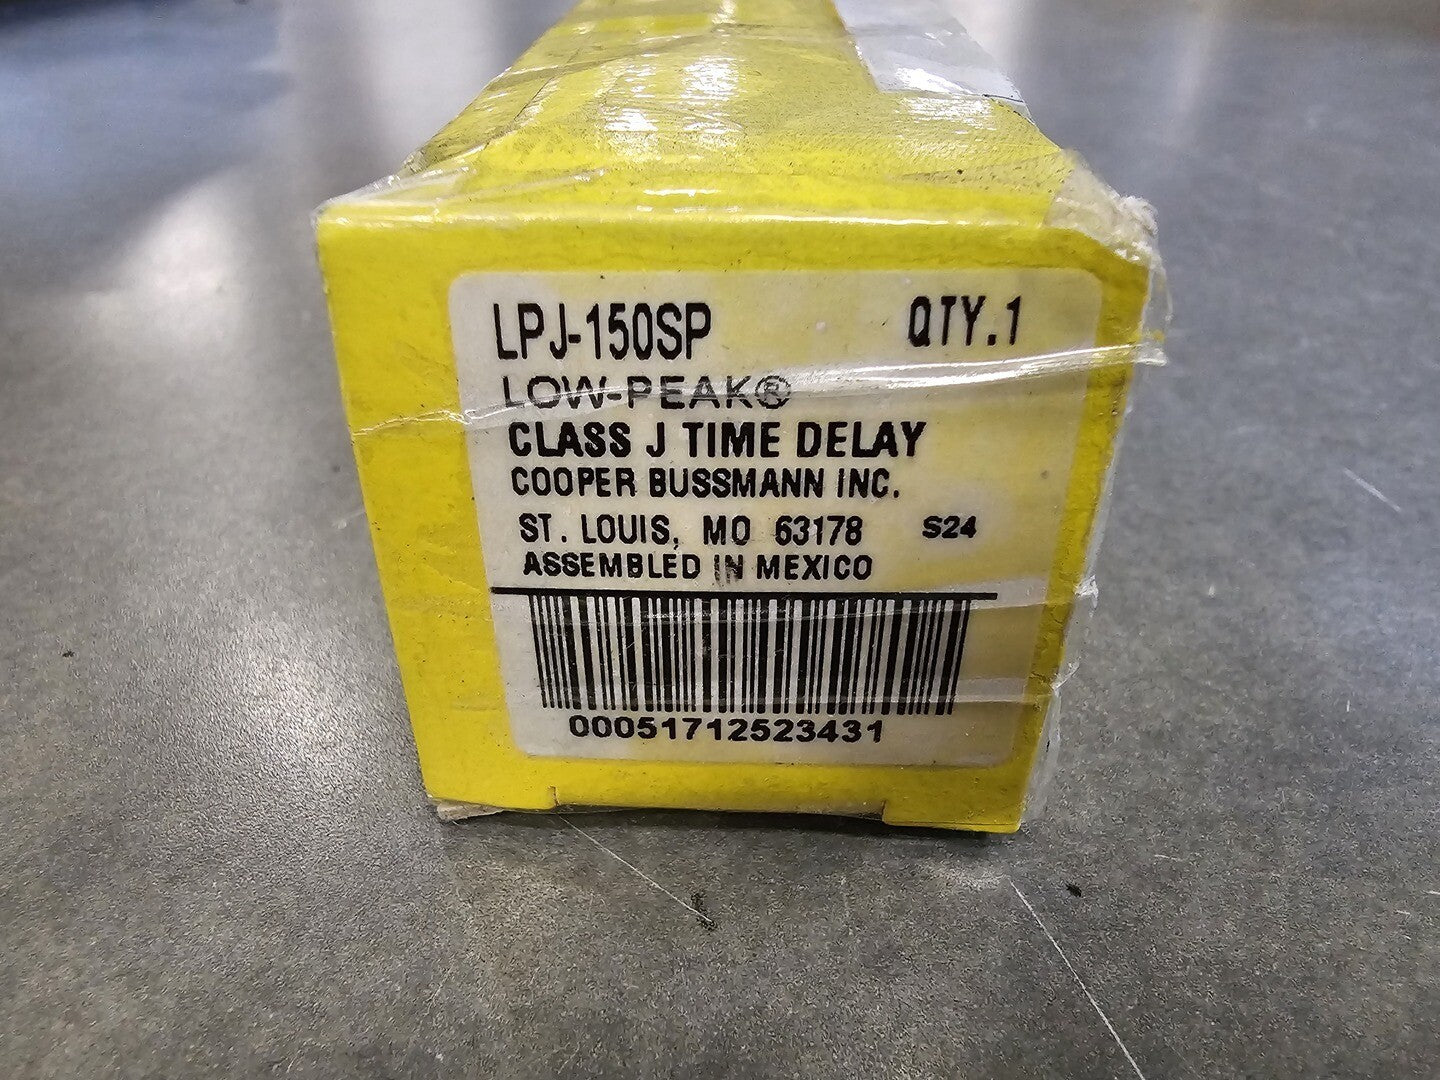 LPJ-150SP QTY.1
LOW-PEAK®
CLASS J TIME DELAY
COOPER BUSSMANN INC.
ST. LOUIS, MO 63178 S24
ASSEMBLED IN MEXICO
00051712523431